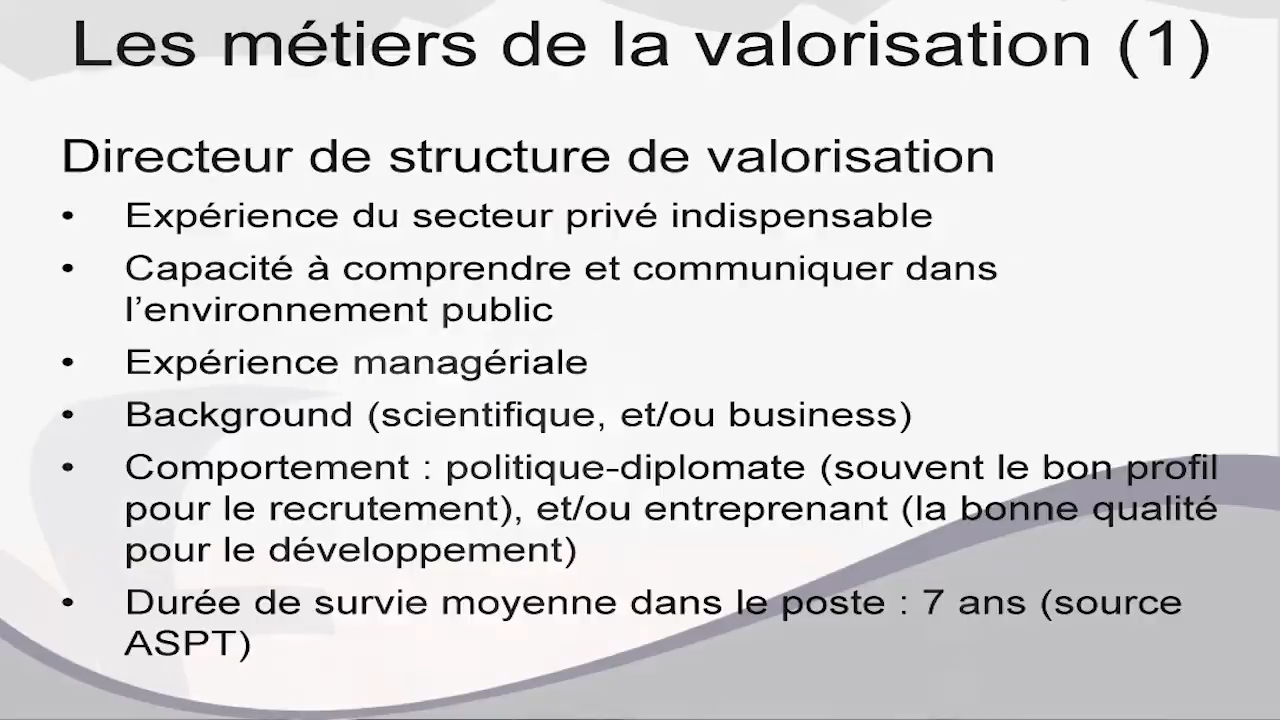 Les métiers de la valorisation (1)
Directeur de structure de valorisation
• Expérience du secteur privé indispensable
• Capacité à comprendre et communiquer dans
l’environnement public
• Expérience managériale
• Background (scientifique, et/ou business)
• Comportement : politique-diplomate (souvent le bon profil
pour le recrutement), et/ou entreprenant (la bonne qualité
pour le développement)
• Durée de survie moyenne dans le poste : 7 ans (source
ASPT)